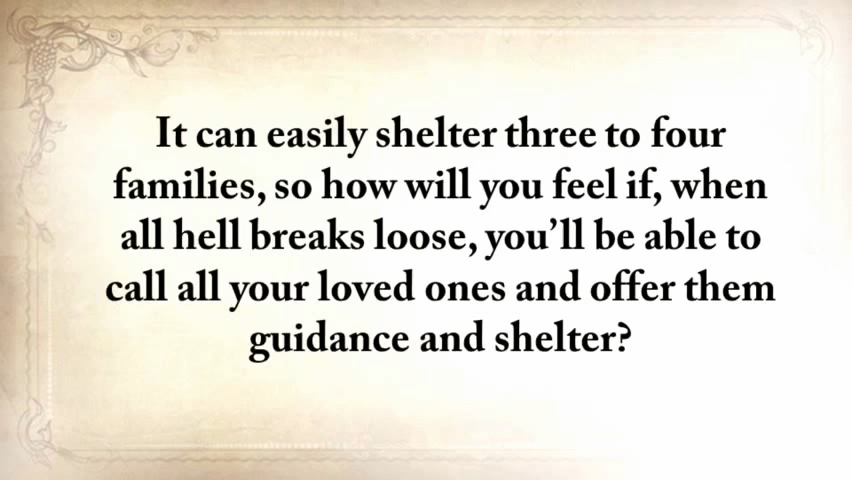 It can easily shelter three to four
families, so how will you feel if, when
all hell breaks loose, you’ll be able to
call all your loved ones and offer them
guidance and shelter?